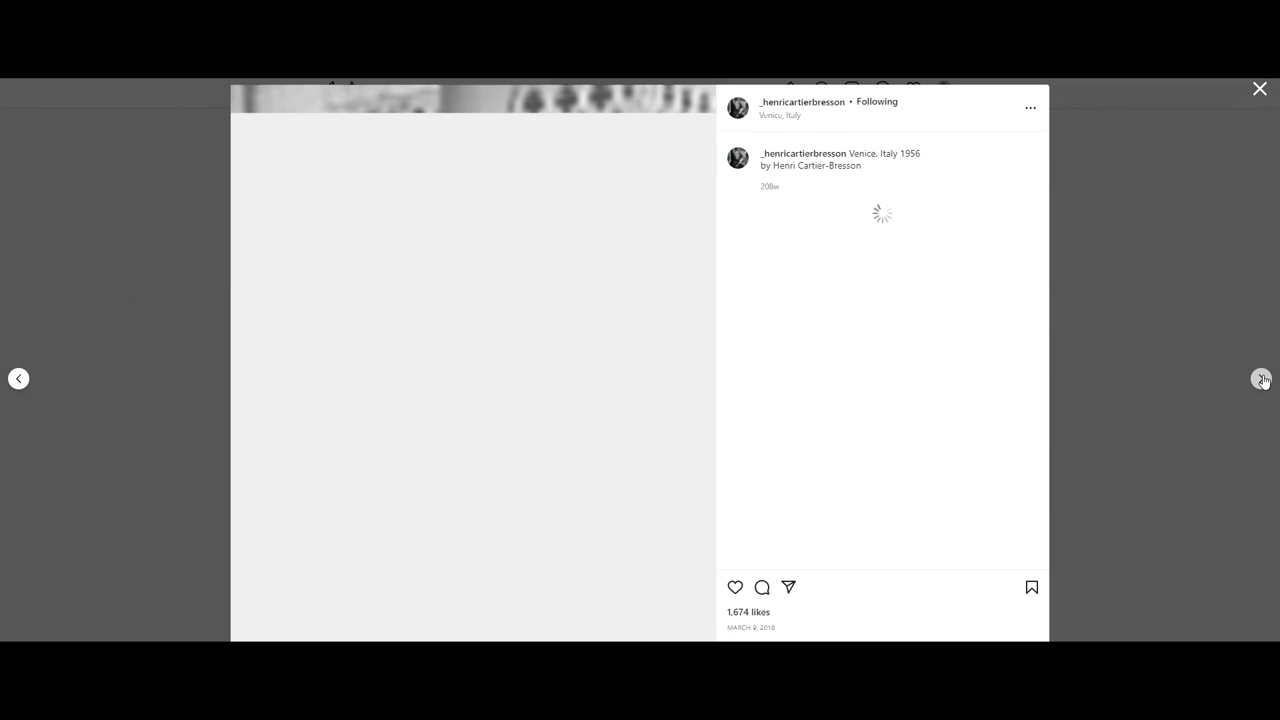 _henricartierbresson • Following
Venice, Italy
_henricartierbresson Venice. Italy 1956
by Henri Cartier-Bresson
208w
1,674 likes
MARCH 9, 2018